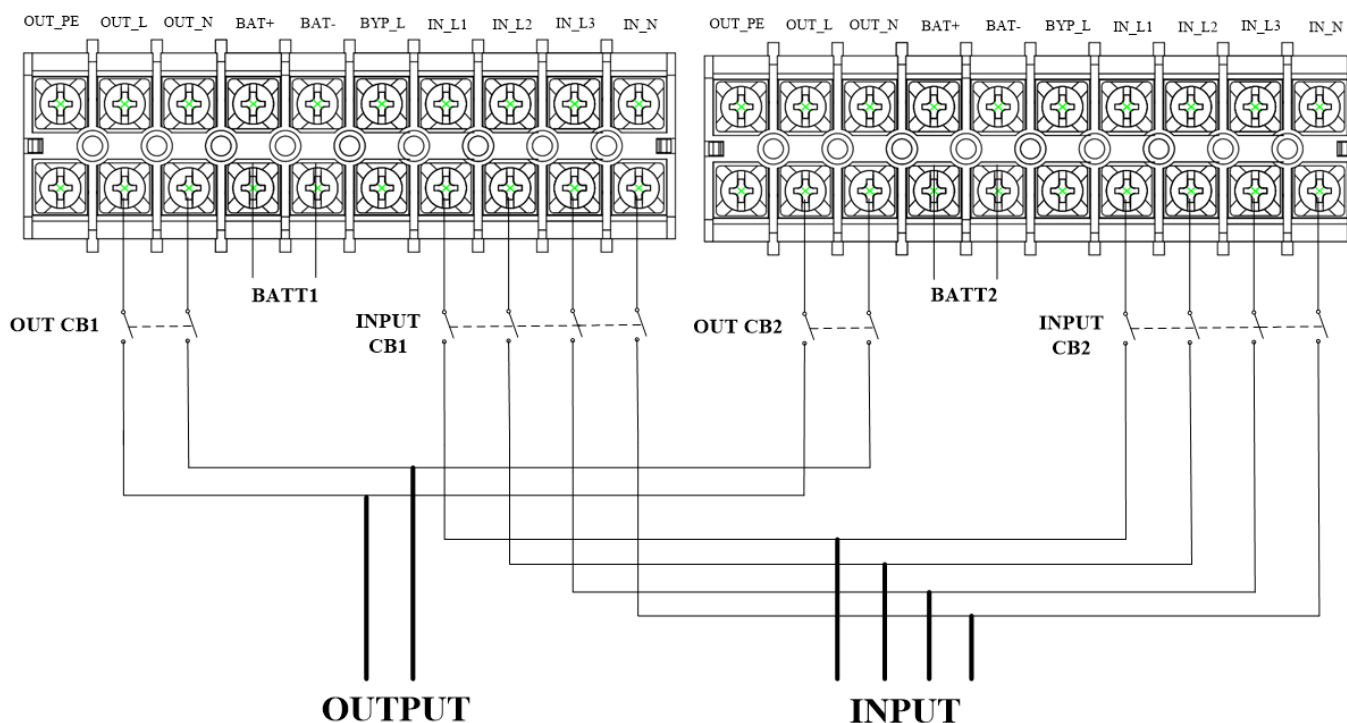 OUT_PE OUT_L OUT_N BAT+ BAT- BYP_L IN_L1 IN_L2 IN_L3 IN_N
OUT_PE OUT_L OUT_N BAT+ BAT- BYP_L IN_L1 IN_L2 IN_L3 IN_N
BATT1
BATT2
OUT CB1
INPUT
CB1
OUT CB2
INPUT
CB2
OUTPUT
INPUT